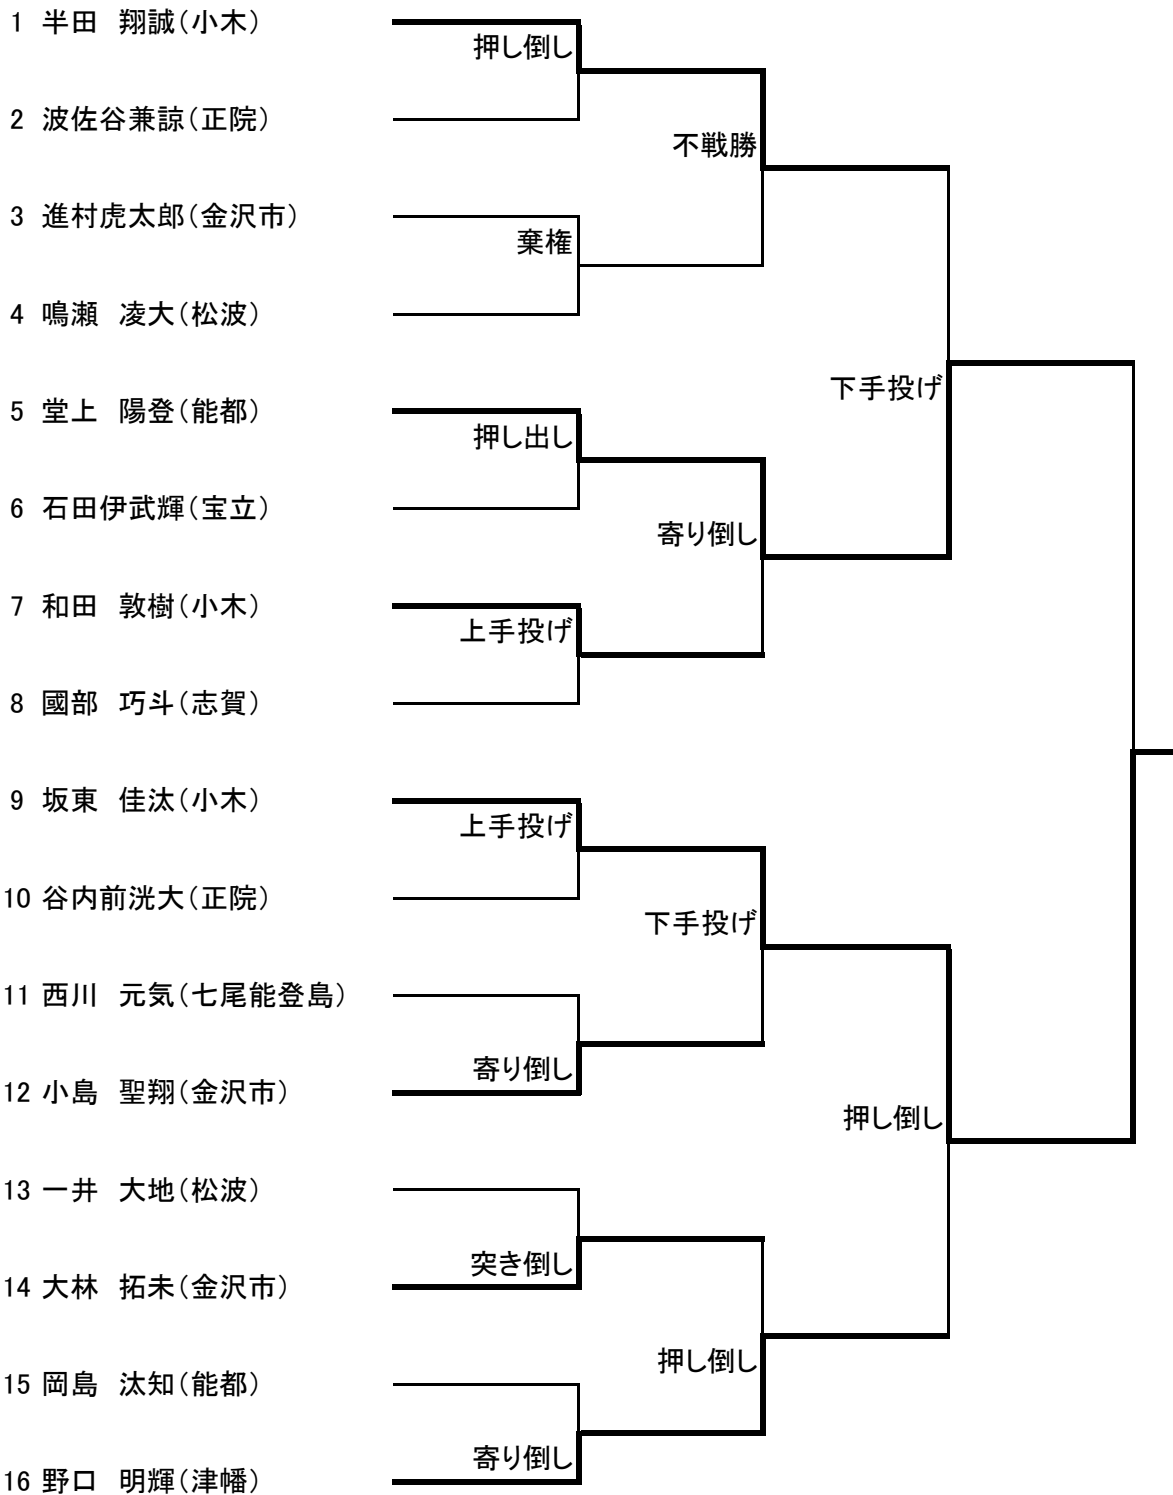 1 半田　翔誠(小木)
押し倒し
2 波佐谷兼諒(正院)
不戦勝
3 進村虎太郎(金沢市)
棄権
4 鳴瀬　凌大(松波)
下手投げ
5 堂上　陽登(能都)
押し出し
6 石田伊武輝(宝立)
寄り倒し
7 和田　敦樹(小木)
上手投げ
8 國部　巧斗(志賀)
9 坂東　佳汰(小木)
上手投げ
10 谷内前洸大(正院)
下手投げ
11 西川　元気(七尾能登島)
寄り倒し
12 小島　聖翔(金沢市)
押し倒し
13 一井　大地(松波)
突き倒し
14 大林　拓未(金沢市)
押し倒し
15 岡島　汰知(能都)
寄り倒し
16 野口　明輝(津幡)